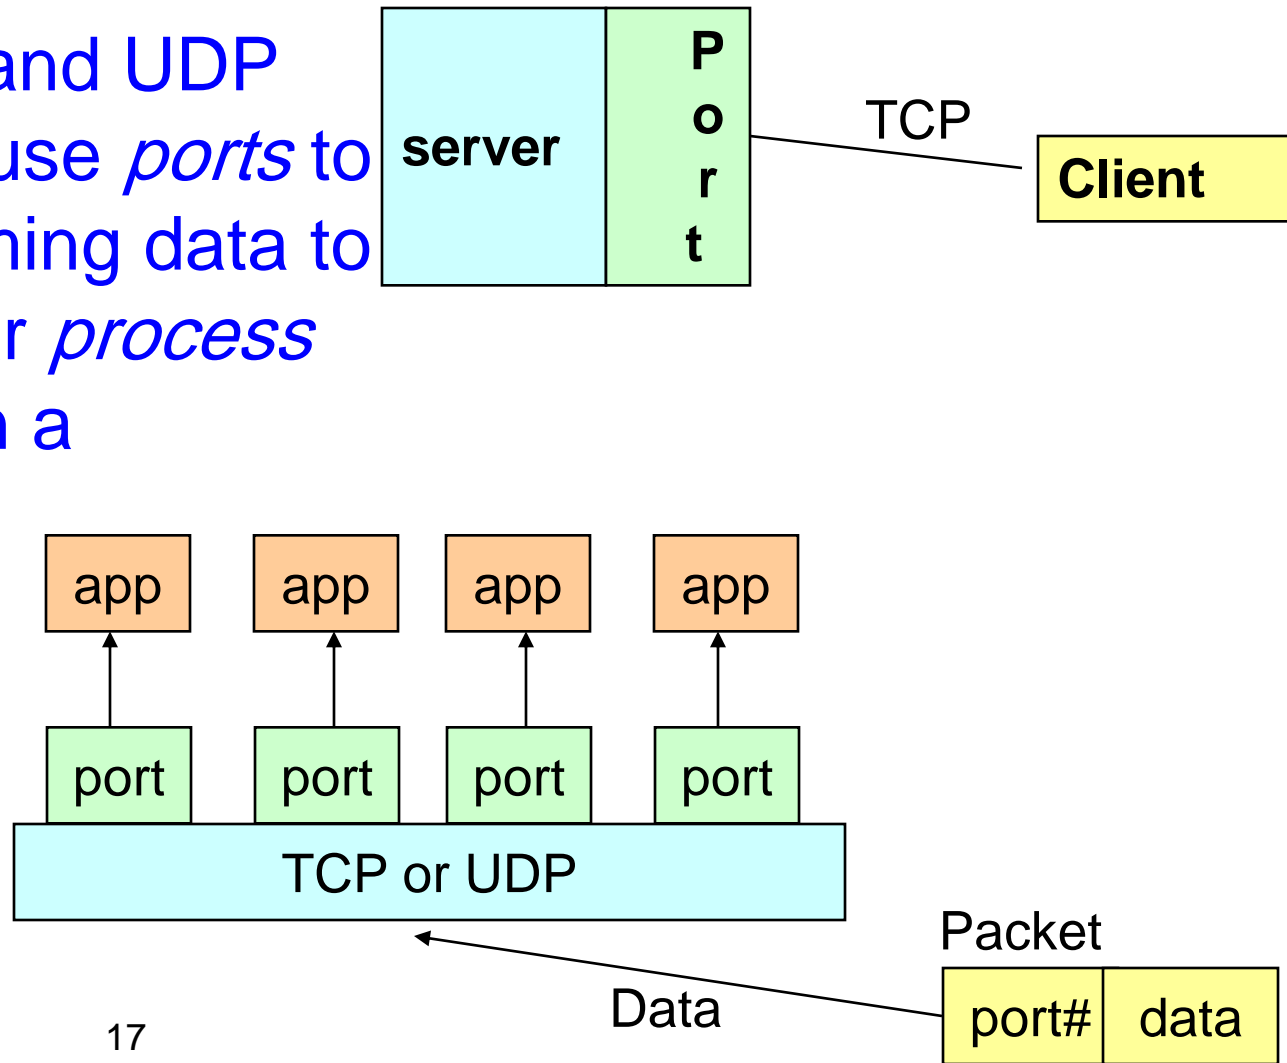 and UDP
use ports to
ning data to
r process
n a
server
P
o
r
t
TCP
Client
app app app app
port port port port
TCP or UDP
Packet
port# data
Data
17